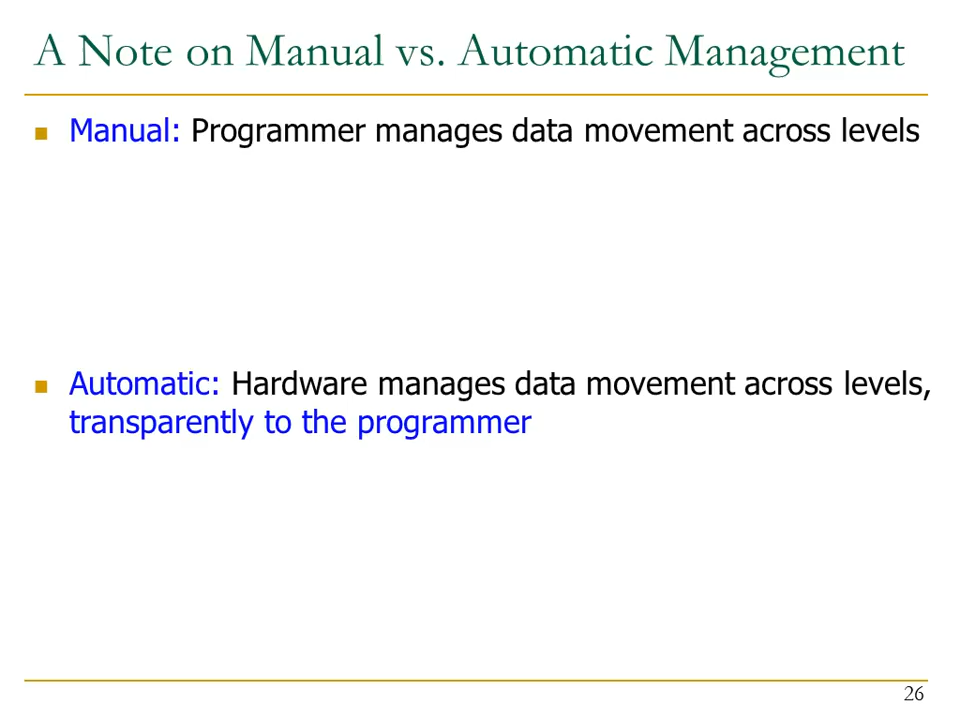 A Note on Manual vs. Automatic Management
Manual: Programmer manages data movement across levels
Automatic: Hardware manages data movement across levels,
transparently to the programmer
26